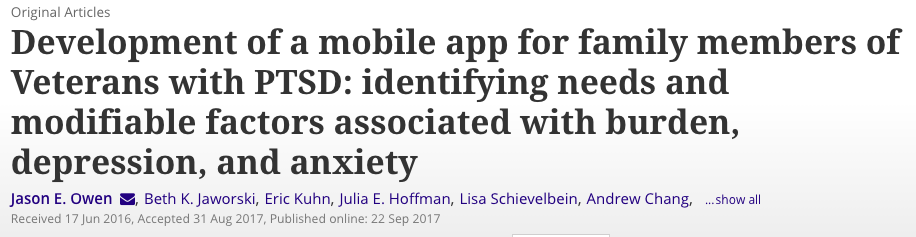 Original Articles
Development of a mobile app for family members of
Veterans with PTSD: identifying needs and
modifiable factors associated with burden,
depression, and anxiety
Jason E. Owen, Beth K. Jaworski, Eric Kuhn, Julia E. Hoffman, Lisa Schievelbein, Andrew Chang, ...show all
Received 17 Jun 2016, Accepted 31 Aug 2017, Published online: 22 Sep 2017